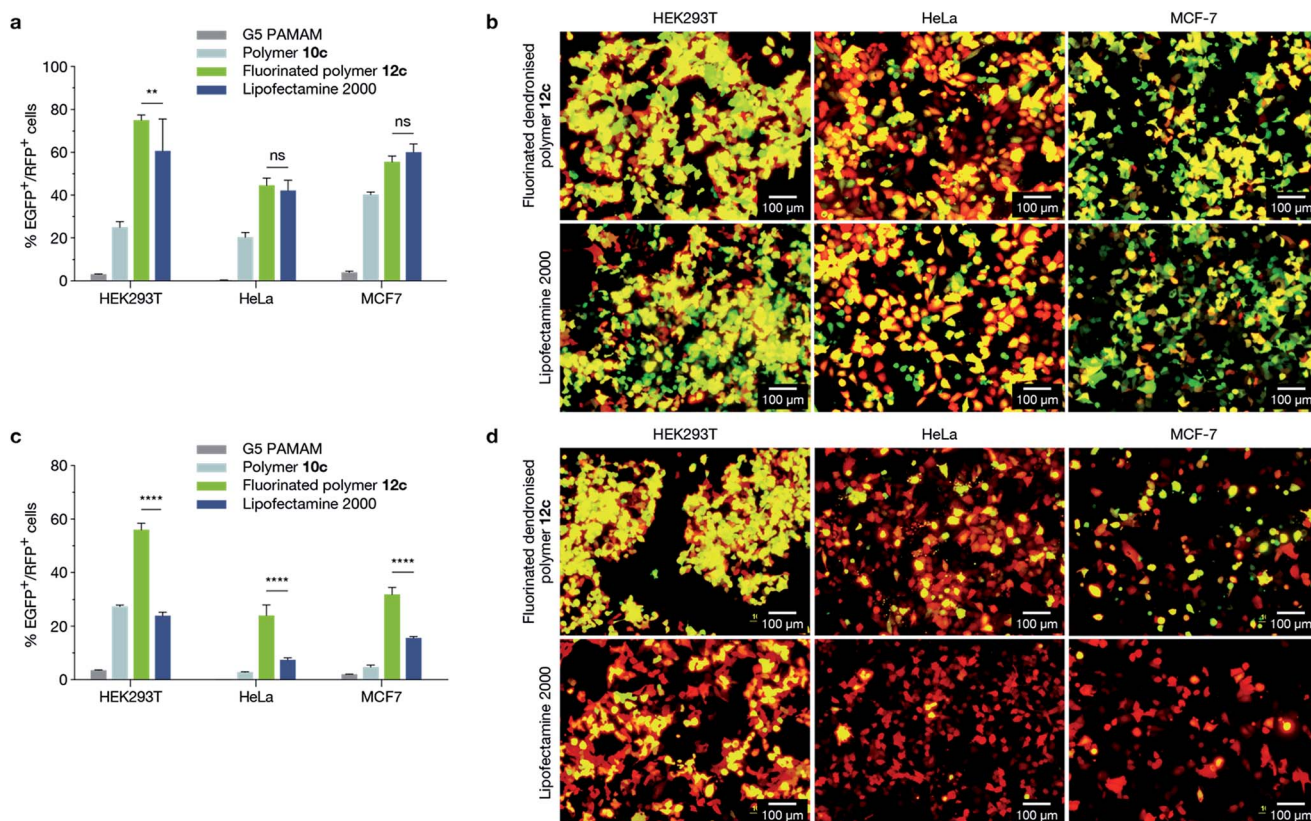 a
G5 PAMAM
Polymer 10c
Fluorinated polymer 12c
Lipofectamine 2000
% EGFP⁺/RFP⁺ cells
100
80
60
40
20
0
**
ns
ns
HEK293T
HeLa
MCF7
b
HEK293T
HeLa
MCF-7
Fluorinated dendronised
polymer 12c
100 µm
100 µm
100 µm
Lipofectamine 2000
100 µm
100 µm
100 µm
c
G5 PAMAM
Polymer 10c
Fluorinated polymer 12c
Lipofectamine 2000
% EGFP⁺/RFP⁺ cells
80
60
40
20
0
****
****
****
HEK293T
HeLa
MCF7
d
HEK293T
HeLa
MCF-7
Fluorinated dendronised
polymer 12c
100 µm
100 µm
100 µm
Lipofectamine 2000
100 µm
100 µm
100 µm